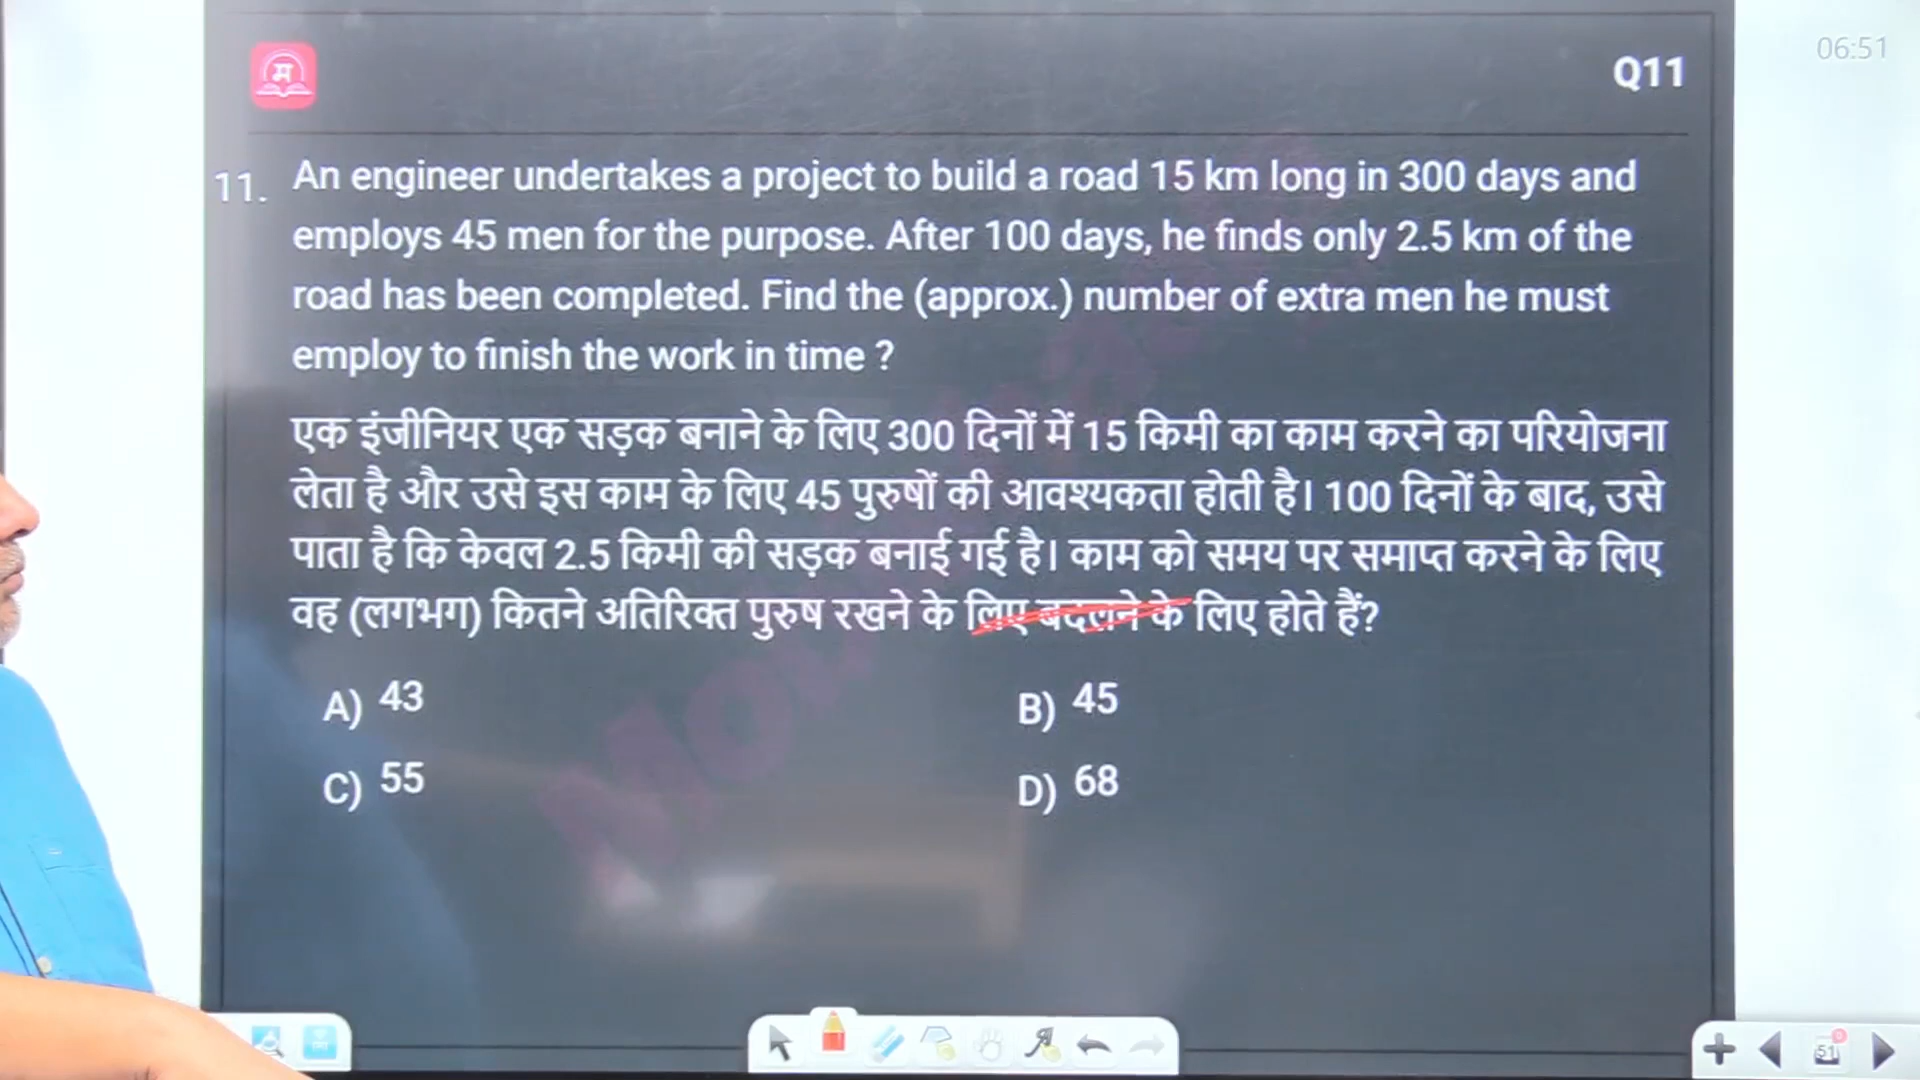 06:51
म
Q11
11. An engineer undertakes a project to build a road 15 km long in 300 days and
employs 45 men for the purpose. After 100 days, he finds only 2.5 km of the
road has been completed. Find the (approx.) number of extra men he must
employ to finish the work in time ?
एक इंजीनियर एक सड़क बनाने के लिए 300 दिनों में 15 किमी का काम करने का परियोजना
लेता है और उसे इस काम के लिए 45 पुरुषों की आवश्यकता होती है। 100 दिनों के बाद, उसे
पाता है कि केवल 2.5 किमी की सड़क बनाई गई है। काम को समय पर समाप्त करने के लिए
वह (लगभग) कितने अतिरिक्त पुरुष रखने के लिए बदलने के लिए होते हैं?
A) 43
B) 45
C) 55
D) 68
51